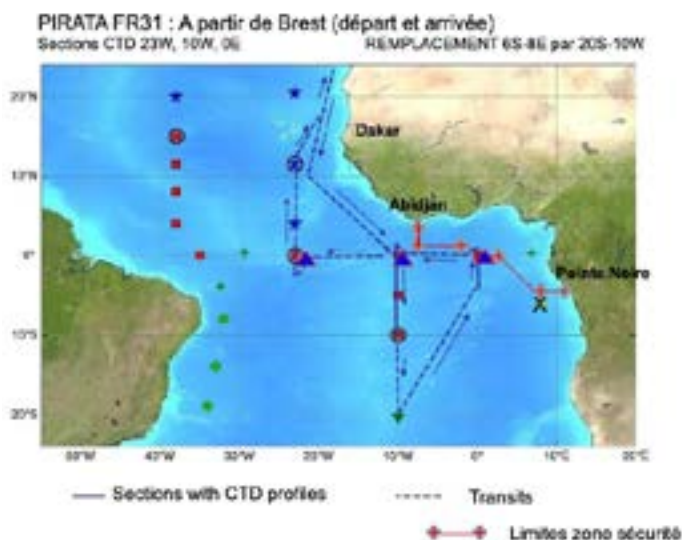 PIRATA FR31 : A partir de Brest (départ et arrivée)
Sections CTD 23W, 10W, 0E REMPLACEMENT 6S-8E par 20S-10W
20°N
Dakar
10°N
Abidjan
0°
Pointe Noire
10°S
20°S
50°W 40°W 30°W 20°W 10°W 0° 10°E 20°E
Sections with CTD profiles Transits
Limites zone sécurité